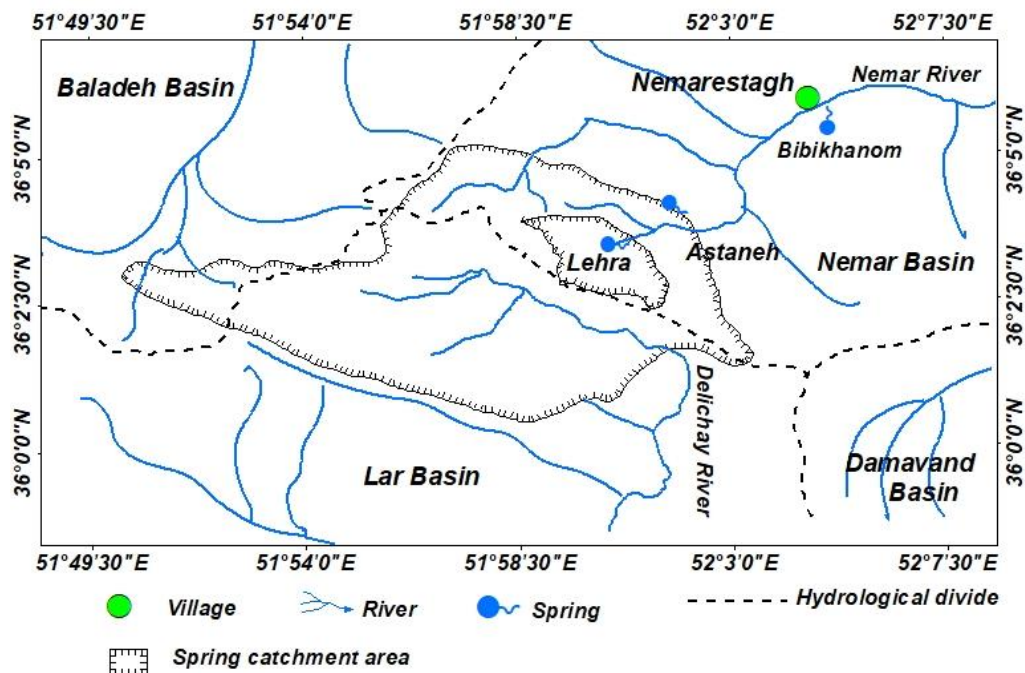 51°49'30"E 51°54'0"E 51°58'30"E 52°3'0"E 52°7'30"E
Baladeh Basin
Nemarestagh
Nemar River
Bibikhanom
36°5'0"N
36°5'0"N
Lehra
Astaneh
Nemar Basin
36°2'30"N
36°2'30"N
Delichay River
Lar Basin
Damavand
Basin
36°0'0"N
36°0'0"N
51°49'30"E 51°54'0"E 51°58'30"E 52°3'0"E 52°7'30"E
Village River Spring Hydrological divide
Spring catchment area